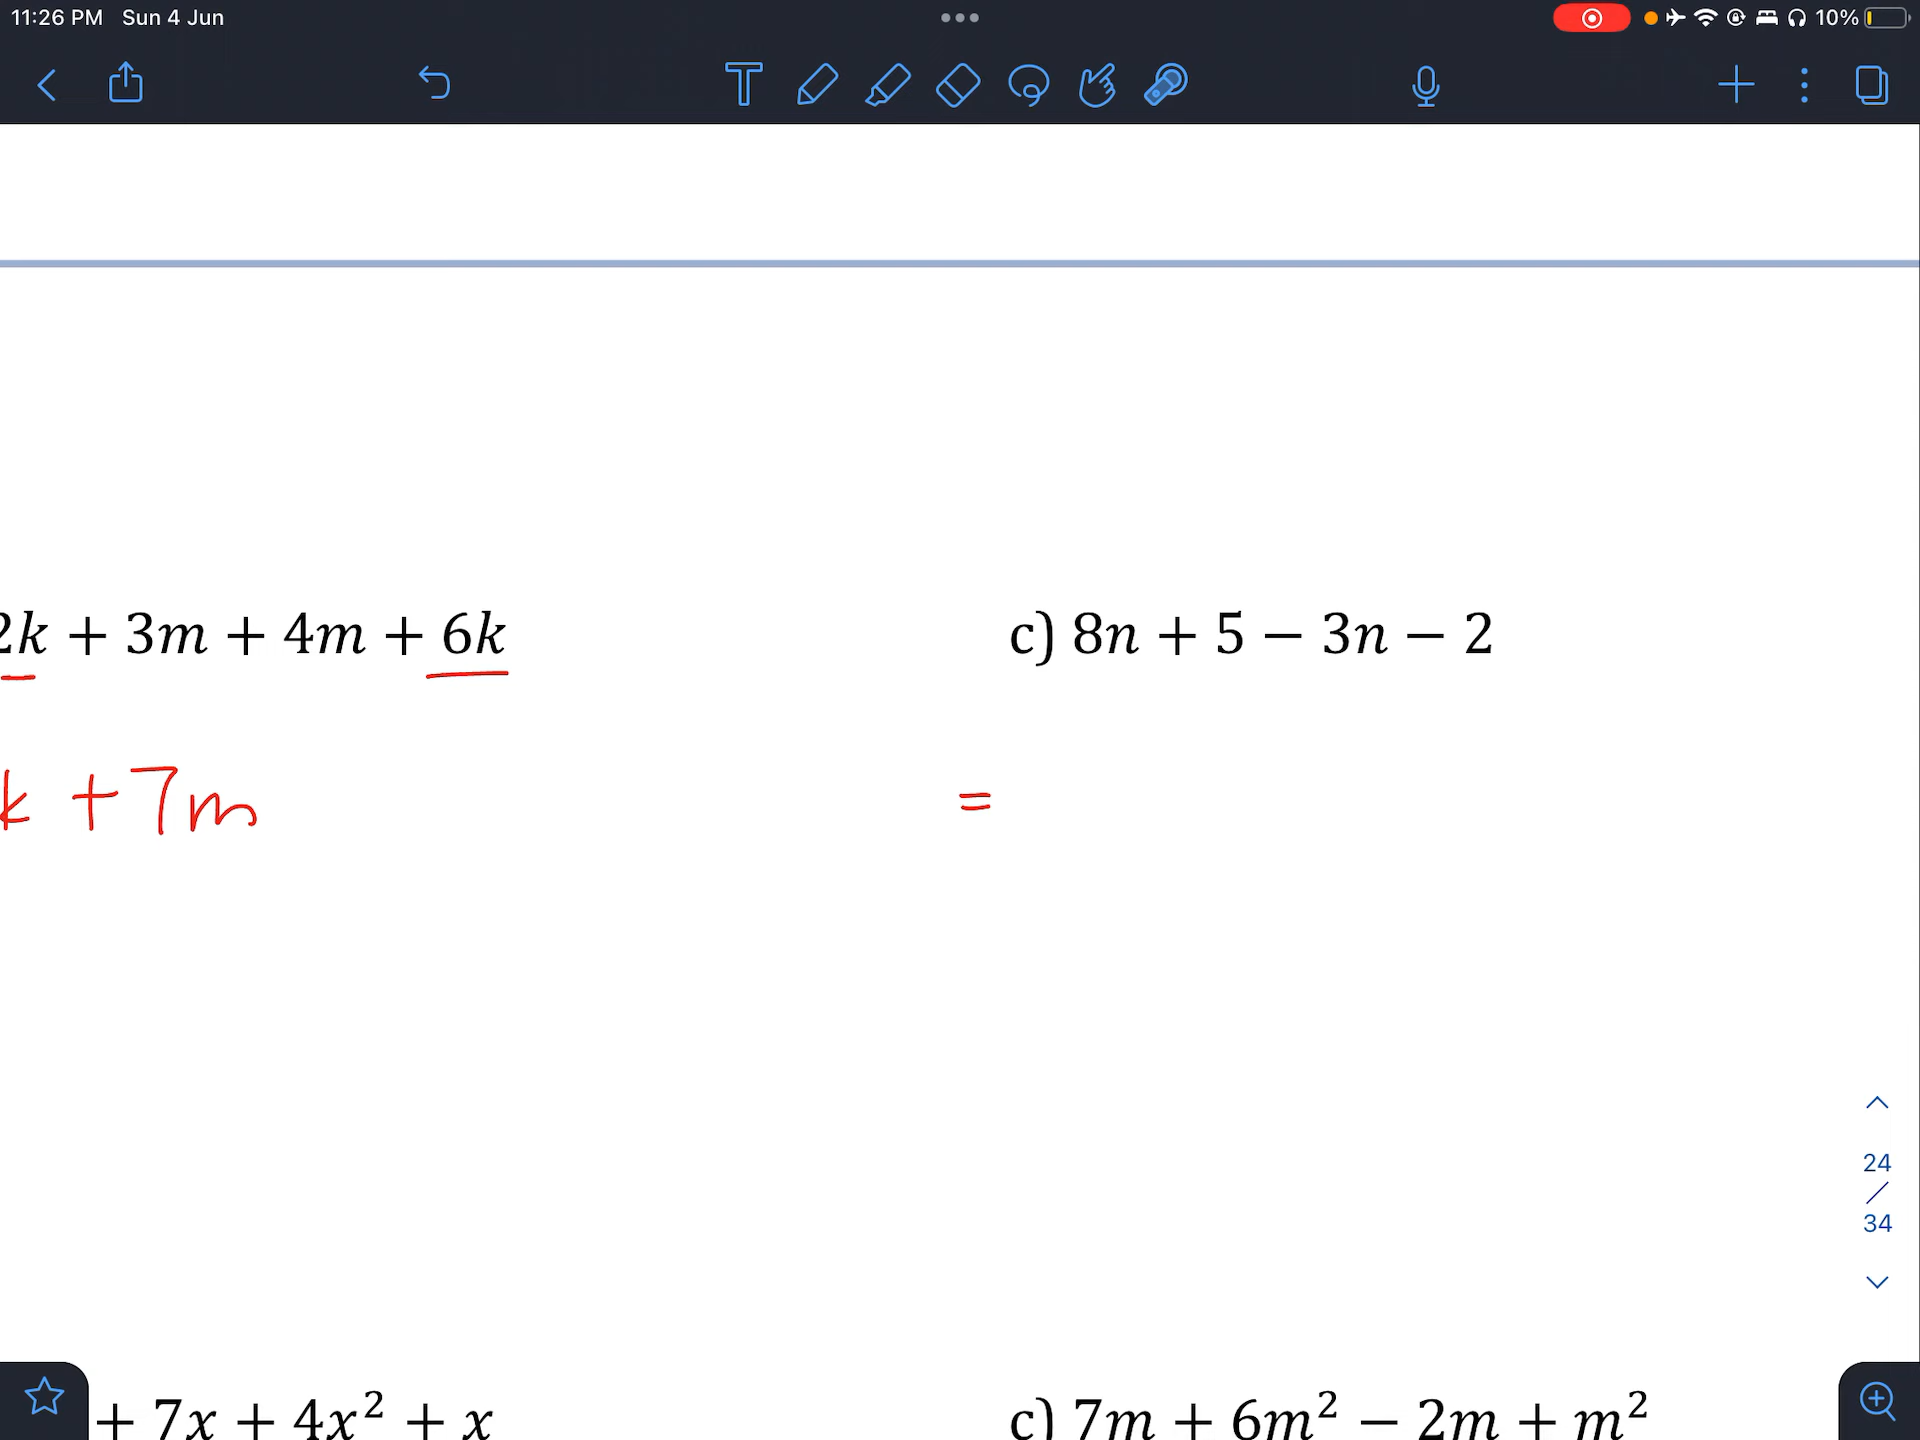 11:26 PM Sun 4 Jun
10%
2k + 3m + 4m + 6k
c) 8n + 5 − 3n − 2
k + 7m
=
24
/
34
+ 7x + 4x² + x
c) 7m + 6m² − 2m + m²